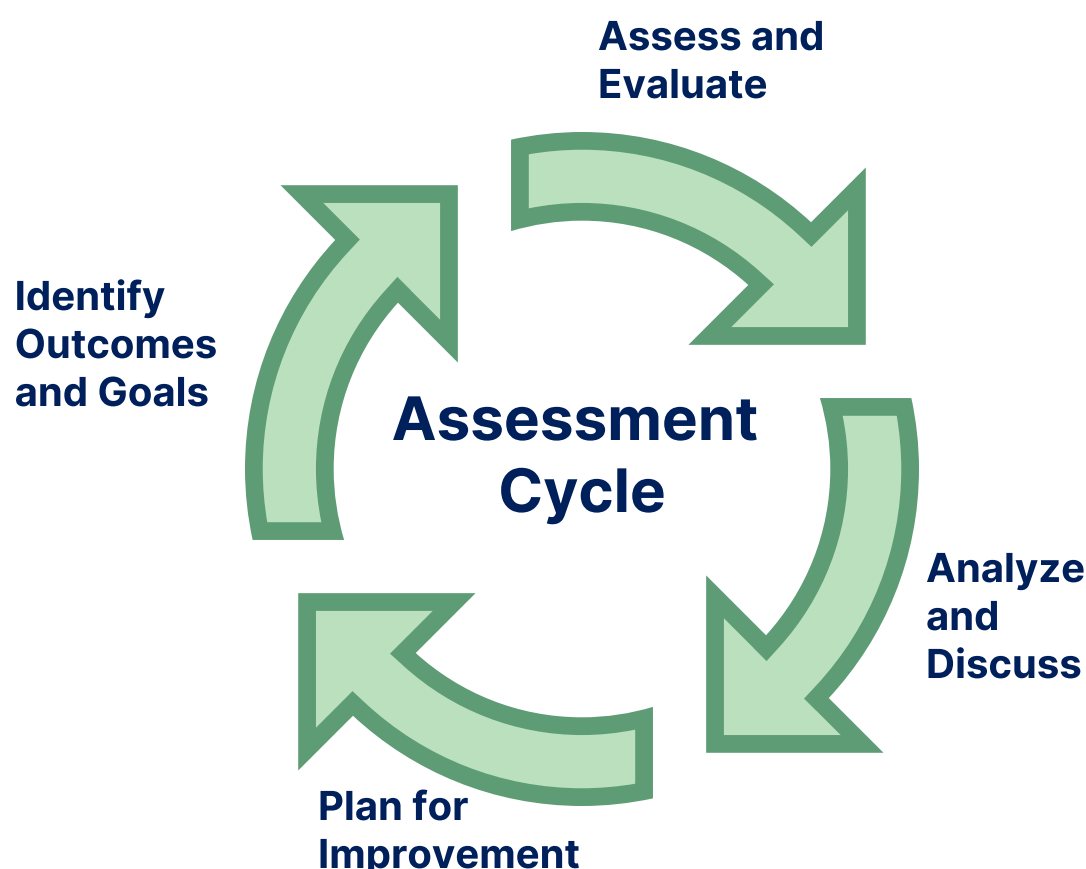 Assess and
Evaluate
Identify
Outcomes
and Goals
Assessment
Cycle
Analyze
and
Discuss
Plan for
Improvement